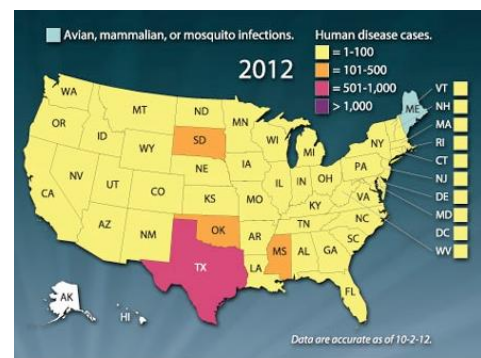 Avian, mammalian, or mosquito infections.
Human disease cases.
= 1-100
= 101-500
= 501-1,000
> 1,000
2012
WA
OR
CA
NV
ID
MT
WY
UT
AZ
CO
NM
ND
SD
NE
KS
OK
TX
MN
IA
MO
AR
LA
WI
IL
MS
MI
IN
OH
KY
TN
AL
GA
FL
SC
NC
VA
PA
NY
ME
VT
NH
MA
RI
CT
NJ
DE
MD
DC
WV
AK
HI
Data are accurate as of 10-2-12.